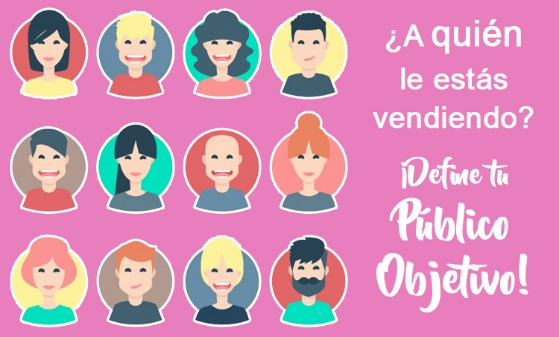 ¿A quién
le estás
vendiendo?
¡Define tu
Público
Objetivo!